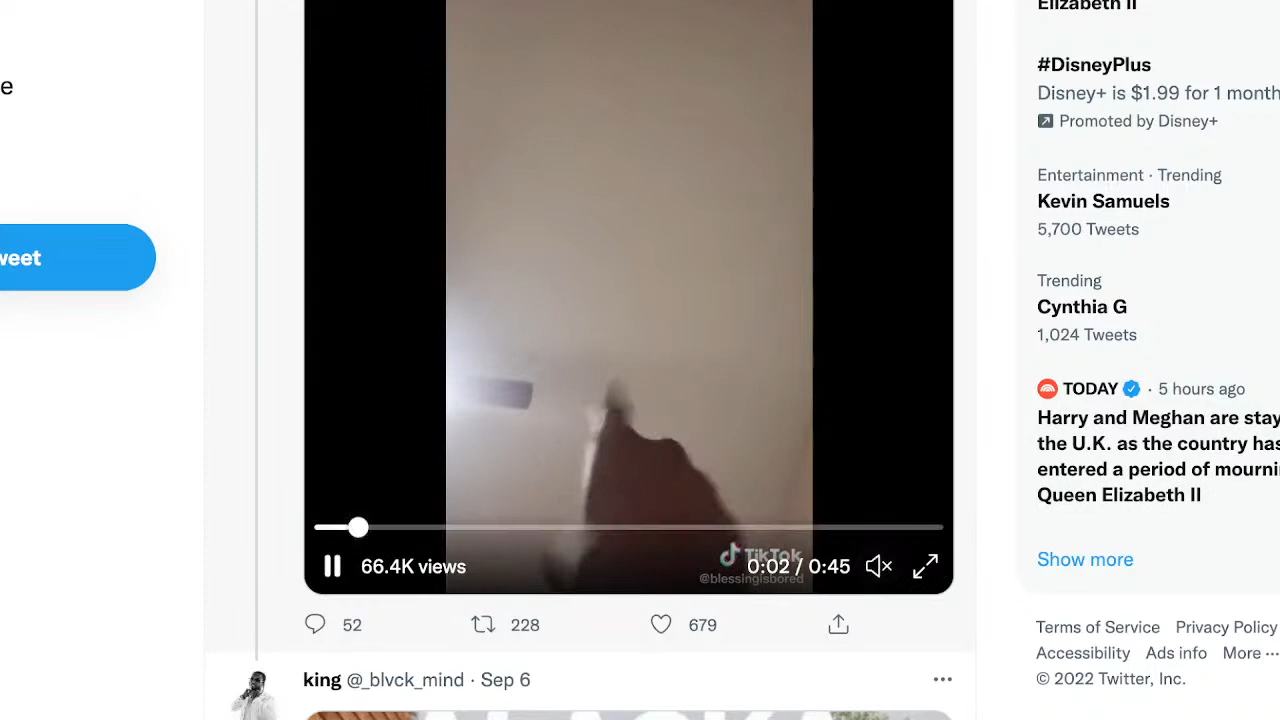 e
weet
TikTok
@blessingisbored
66.4K views
0:02 / 0:45
52
228
679
king @_blvck_mind · Sep 6
ALASKA
Elizabeth II
#DisneyPlus
Disney+ is $1.99 for 1 month
Promoted by Disney+
Entertainment · Trending
Kevin Samuels
5,700 Tweets
Trending
Cynthia G
1,024 Tweets
TODAY · 5 hours ago
Harry and Meghan are stay
the U.K. as the country has
entered a period of mourni
Queen Elizabeth II
Show more
Terms of Service Privacy Policy
Accessibility Ads info More ···
© 2022 Twitter, Inc.